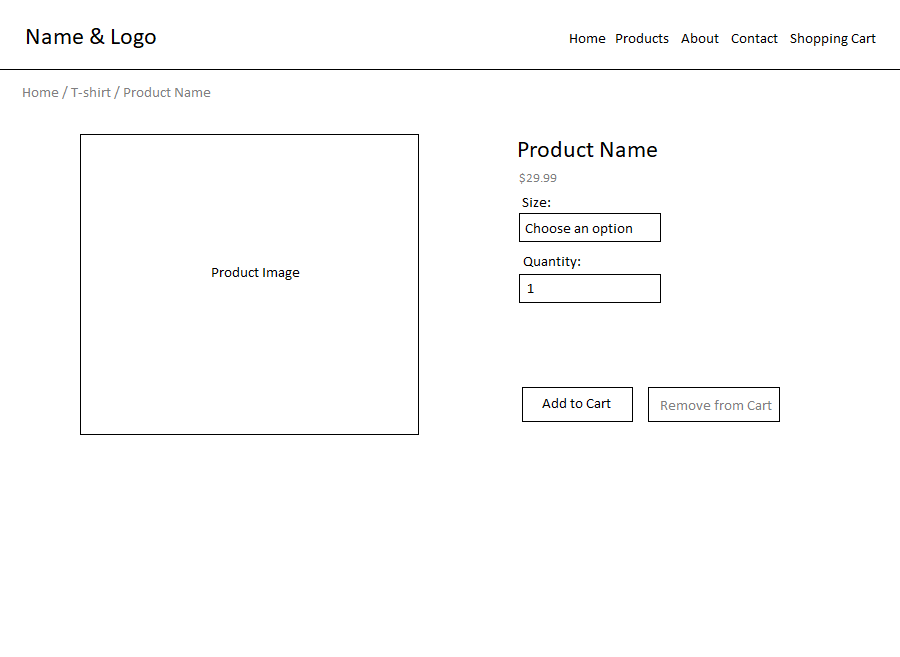 Name & Logo
Home Products About Contact Shopping Cart
Home / T-shirt / Product Name
Product Image
Product Name
$29.99
Size:
Choose an option
Quantity:
1
Add to Cart
Remove from Cart